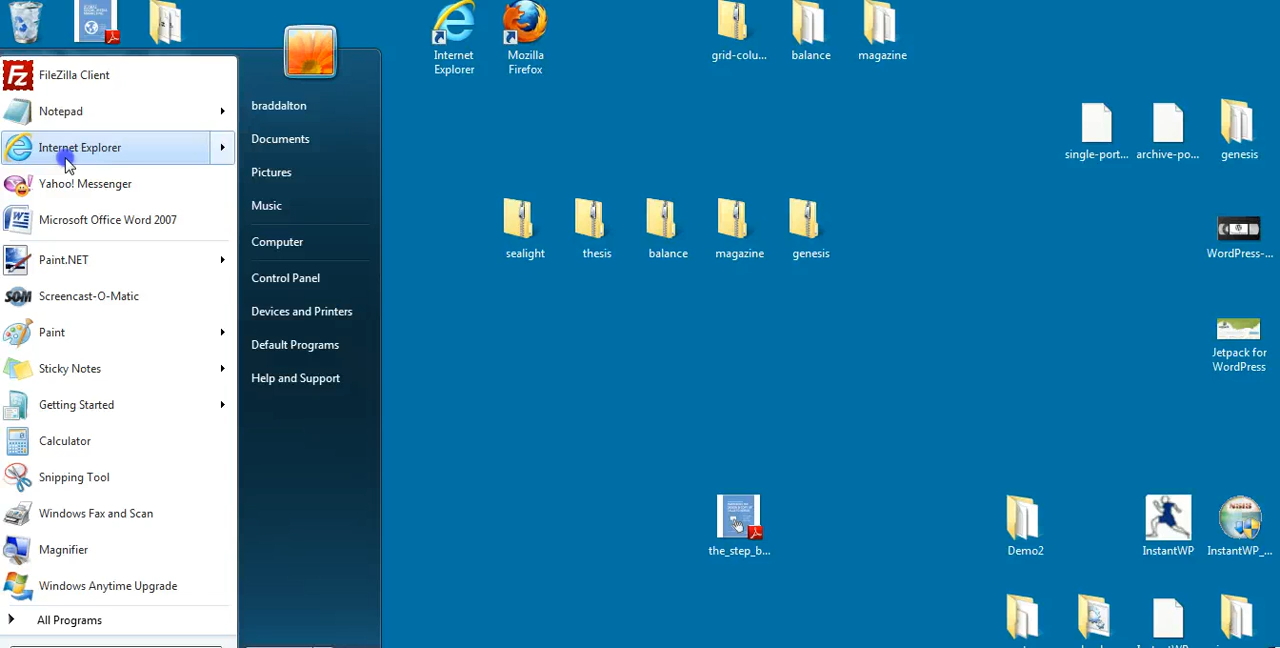 FileZilla Client
Notepad
Internet Explorer
Yahoo! Messenger
Microsoft Office Word 2007
Paint.NET
SOM
Screencast-O-Matic
Paint
Sticky Notes
Getting Started
Calculator
Snipping Tool
Windows Fax and Scan
Magnifier
Windows Anytime Upgrade
All Programs
braddalton
Documents
Pictures
Music
Computer
Control Panel
Devices and Printers
Default Programs
Help and Support
Internet
Explorer
Mozilla
Firefox
grid-colu...
balance
magazine
single-port...
archive-po...
genesis
sealight
thesis
balance
magazine
genesis
WordPress-...
Jetpack for
WordPress
the_step_b...
Demo2
InstantWP
InstantWP_...